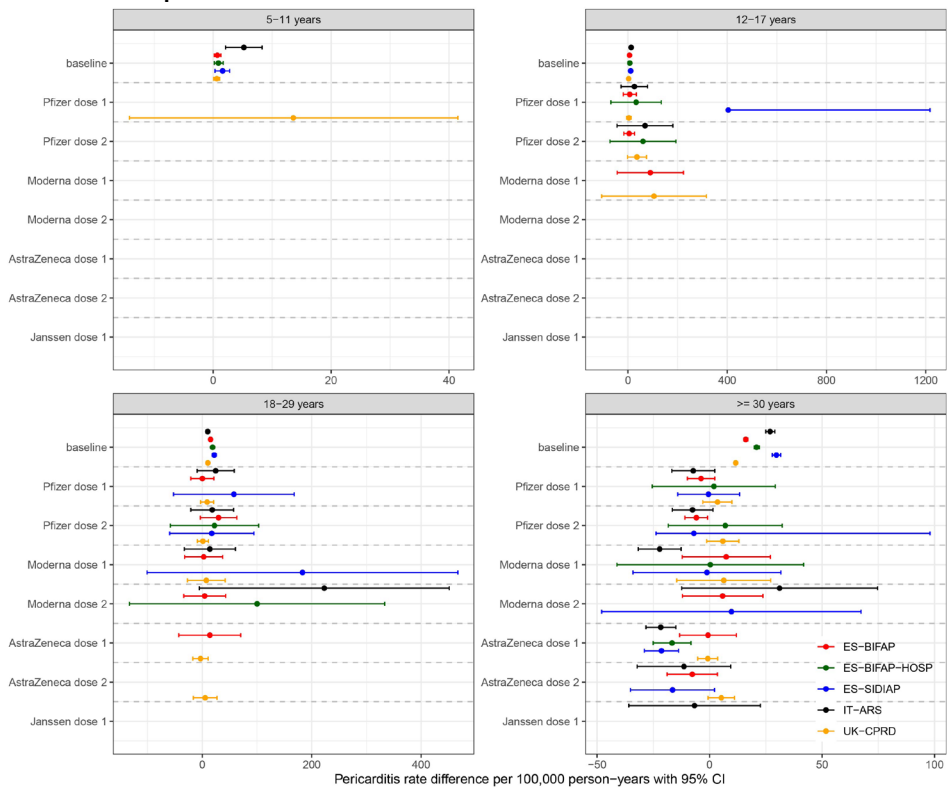 5−11 years
baseline
Pfizer dose 1
Pfizer dose 2
Moderna dose 1
Moderna dose 2
AstraZeneca dose 1
AstraZeneca dose 2
Janssen dose 1
0 20 40
12−17 years
baseline
Pfizer dose 1
Pfizer dose 2
Moderna dose 1
Moderna dose 2
AstraZeneca dose 1
AstraZeneca dose 2
Janssen dose 1
0 400 800 1200
18−29 years
baseline
Pfizer dose 1
Pfizer dose 2
Moderna dose 1
Moderna dose 2
AstraZeneca dose 1
AstraZeneca dose 2
Janssen dose 1
0 200 400
>= 30 years
baseline
Pfizer dose 1
Pfizer dose 2
Moderna dose 1
Moderna dose 2
AstraZeneca dose 1
AstraZeneca dose 2
Janssen dose 1
ES−BIFAP
ES−BIFAP−HOSP
ES−SIDIAP
IT−ARS
UK−CPRD
−50 0 50 100
Pericarditis rate difference per 100,000 person−years with 95% CI